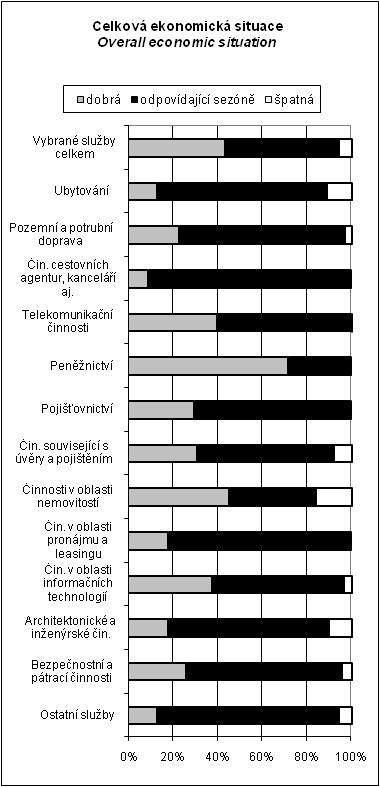 Celková ekonomická situace
Overall economic situation
dobrá odpovídající sezóně špatná
Vybrané služby
celkem
Ubytování
Pozemní a potrubní
doprava
Čin. cestovních
agentur, kanceláří
aj.
Telekomunikační
činnosti
Peněžnictví
Pojišťovnictví
Čin. související s
úvěry a pojištěním
Činnosti v oblasti
nemovitostí
Čin. v oblasti
pronájmu a
leasingu
Čin. v oblasti
informačních
technologií
Architektonické a
inženýrské čin.
Bezpečnostní a
pátrací činnosti
Ostatní služby
0% 20% 40% 60% 80% 100%